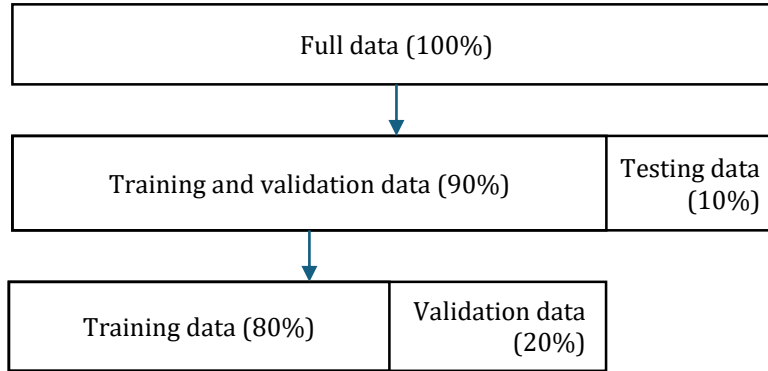 Full data (100%)
Training and validation data (90%)
Testing data
(10%)
Training data (80%)
Validation data
(20%)